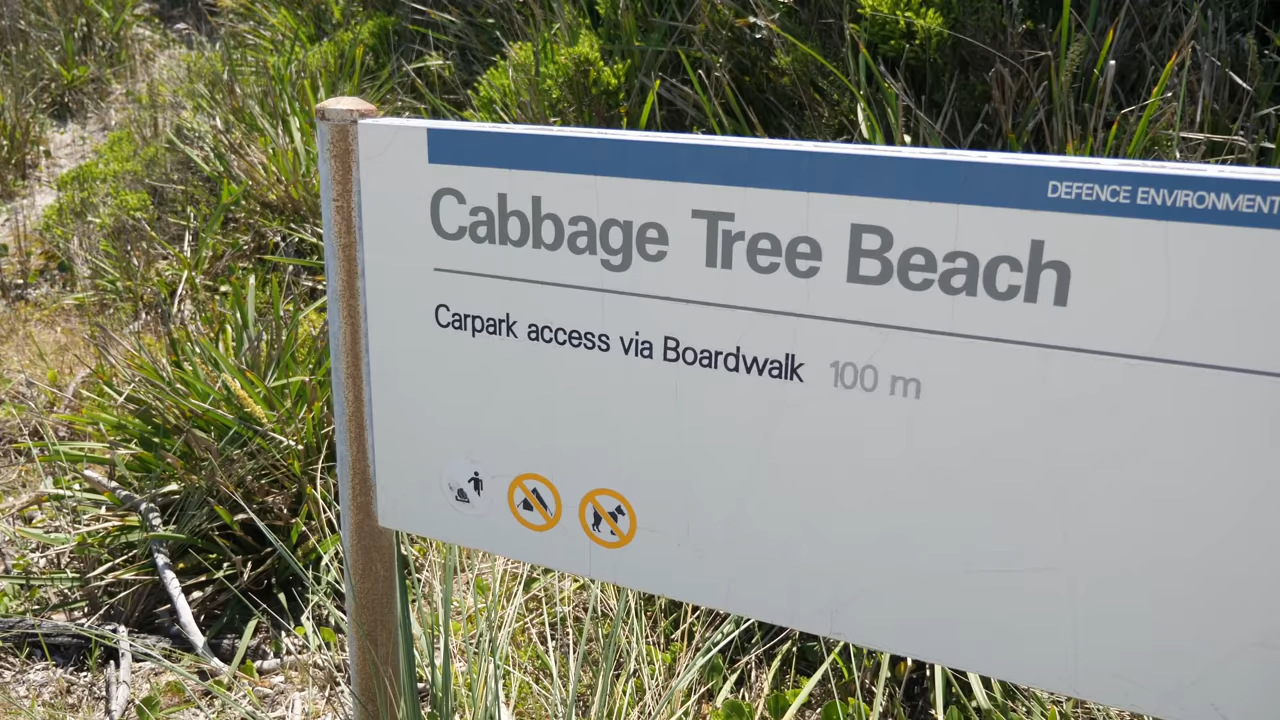 DEFENCE ENVIRONMENT
Cabbage Tree Beach
Carpark access via Boardwalk 100 m